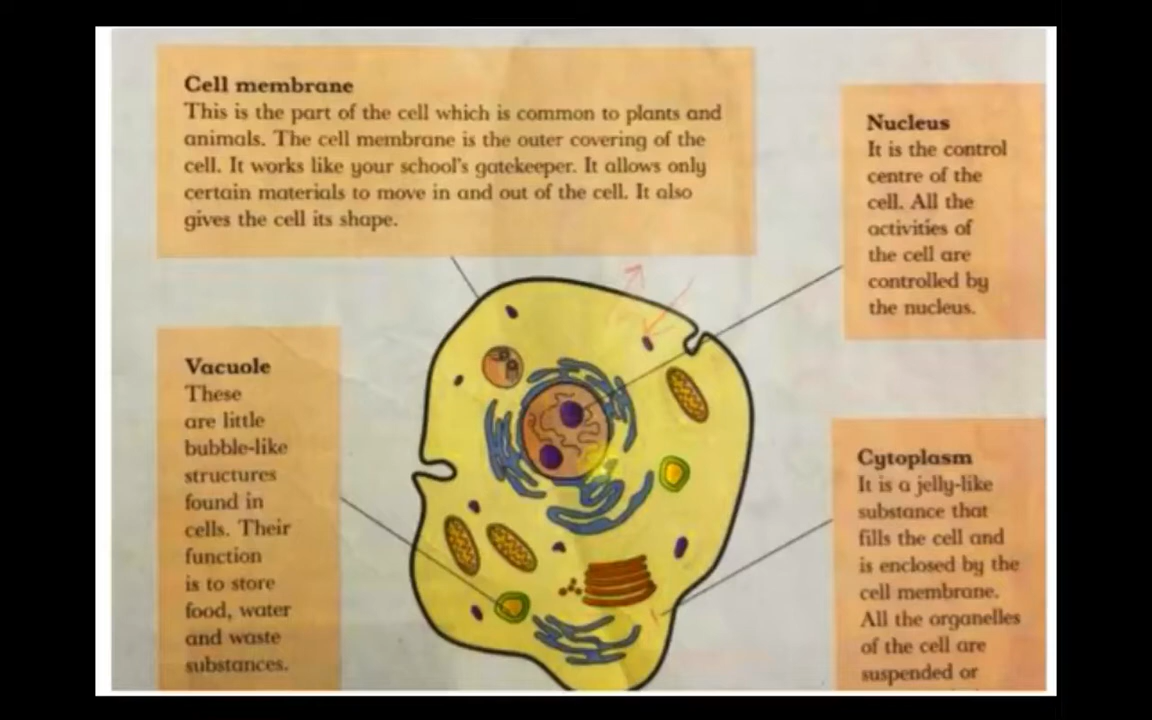 Cell membrane
This is the part of the cell which is common to plants and
animals. The cell membrane is the outer covering of the
cell. It works like your school's gatekeeper. It allows only
certain materials to move in and out of the cell. It also
gives the cell its shape.
Nucleus
It is the control
centre of the
cell. All the
activities of
the cell are
controlled by
the nucleus.
Vacuole
These
are little
bubble-like
structures
found in
cells. Their
function
is to store
food, water
and waste
substances.
Cytoplasm
It is a jelly-like
substance that
fills the cell and
is enclosed by the
cell membrane.
All the organelles
of the cell are
suspended or